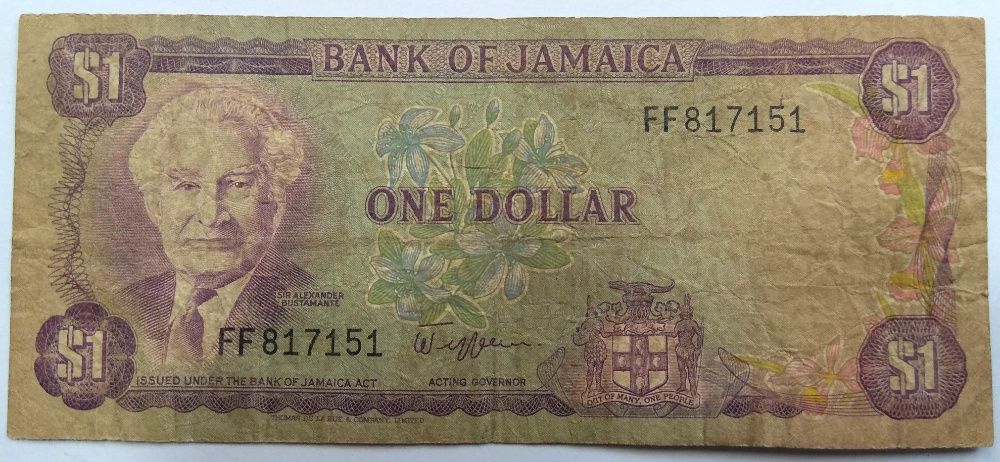 $1
BANK OF JAMAICA
$1
FF817151
ONE DOLLAR
SIR ALEXANDER
BUSTAMANTE
FF817151
$1
ISSUED UNDER THE BANK OF JAMAICA ACT
ACTING GOVERNOR
OUT OF MANY, ONE PEOPLE
$1
THOMAS DE LA RUE & COMPANY, LIMITED